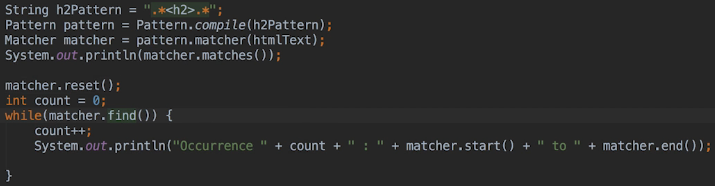 String h2Pattern = ".*<h2>.*";
Pattern pattern = Pattern.compile(h2Pattern);
Matcher matcher = pattern.matcher(htmlText);
System.out.println(matcher.matches());

matcher.reset();
int count = 0;
while(matcher.find()) {
    count++;
    System.out.println("Occurrence " + count + " : " + matcher.start() + " to " + matcher.end());

}